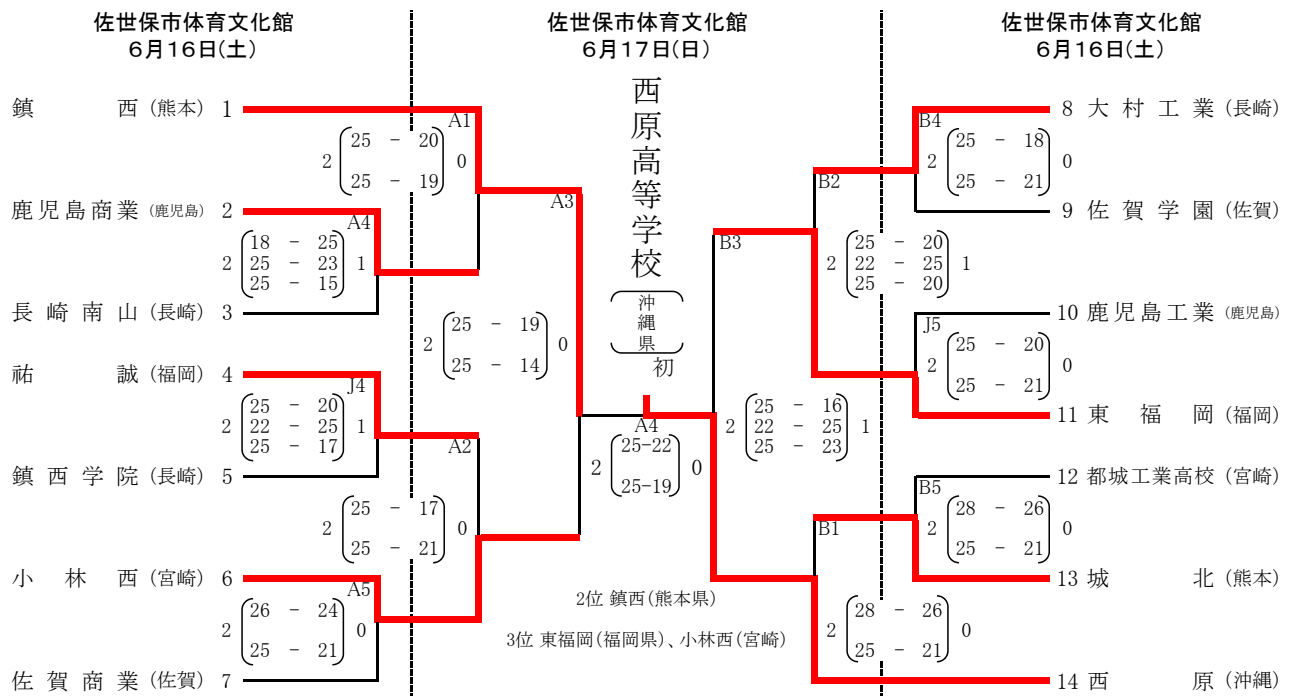 佐世保市体育文化館
6月16日(土)
佐世保市体育文化館
6月17日(日)
佐世保市体育文化館
6月16日(土)
鎮西(熊本) 1
A1
2 25 - 20 0
25 - 19
鹿児島商業(鹿児島) 2
A4
2 18 - 25 1
25 - 23
25 - 15
長崎南山(長崎) 3
祐誠(福岡) 4
J4
2 25 - 20 1
22 - 25
25 - 17
鎮西学院(長崎) 5
A2
2 25 - 17 0
25 - 21
小林西(宮崎) 6
A5
2 26 - 24 0
25 - 21
佐賀商業(佐賀) 7
A3
2 25 - 19 0
25 - 14
西原高等学校
沖縄県
初
A4
2 25-22 0
25-19
2位 鎮西(熊本県)
3位 東福岡(福岡県)、小林西(宮崎)
B3
2 25 - 16 1
22 - 25
25 - 23
B2
2 25 - 20 1
22 - 25
25 - 20
B1
2 28 - 26 0
25 - 21
8 大村工業(長崎)
B4
2 25 - 18 0
25 - 21
9 佐賀学園(佐賀)
10 鹿児島工業(鹿児島)
J5
2 25 - 20 0
25 - 21
11 東福岡(福岡)
12 都城工業高校(宮崎)
B5
2 28 - 26 0
25 - 21
13 城北(熊本)
14 西原(沖縄)